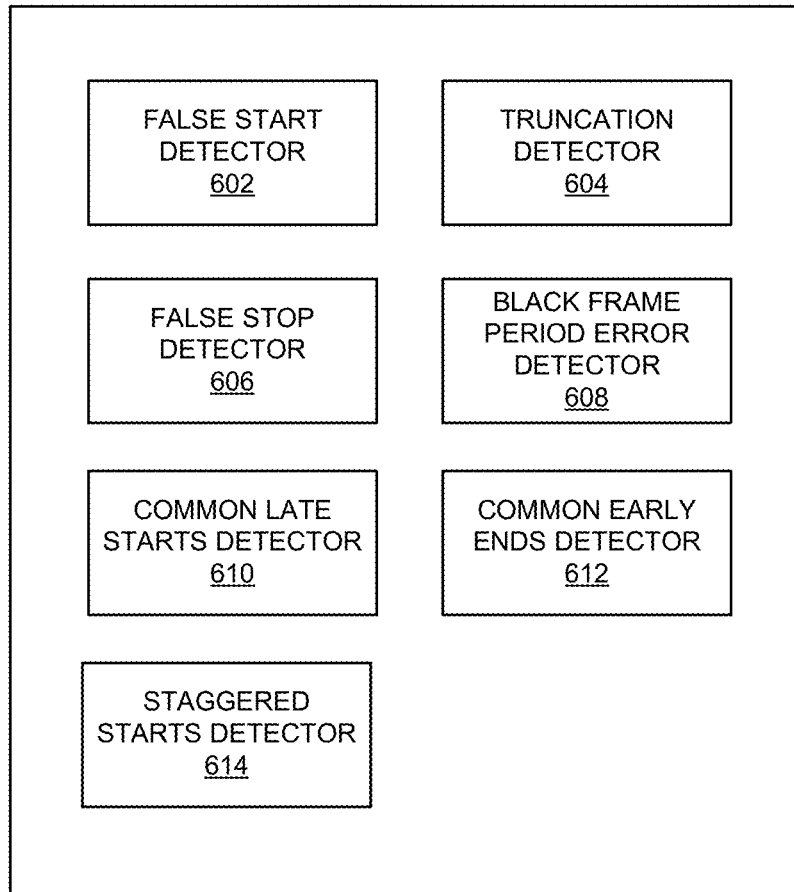 FALSE START
DETECTOR
602
TRUNCATION
DETECTOR
604
FALSE STOP
DETECTOR
606
BLACK FRAME
PERIOD ERROR
DETECTOR
608
COMMON LATE
STARTS DETECTOR
610
COMMON EARLY
ENDS DETECTOR
612
STAGGERED
STARTS DETECTOR
614